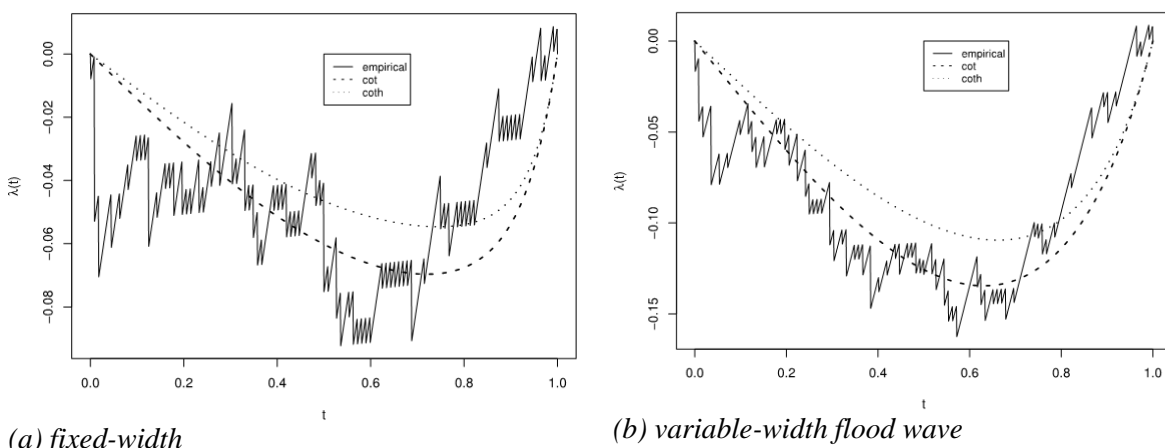 0.00
-0.02
-0.04
-0.06
-0.08
λ(t)
empirical
cot
coth
0.0 0.2 0.4 0.6 0.8 1.0
t
(a) fixed-width
0.00
-0.05
-0.10
-0.15
λ(t)
empirical
cot
coth
0.0 0.2 0.4 0.6 0.8 1.0
t
(b) variable-width flood wave